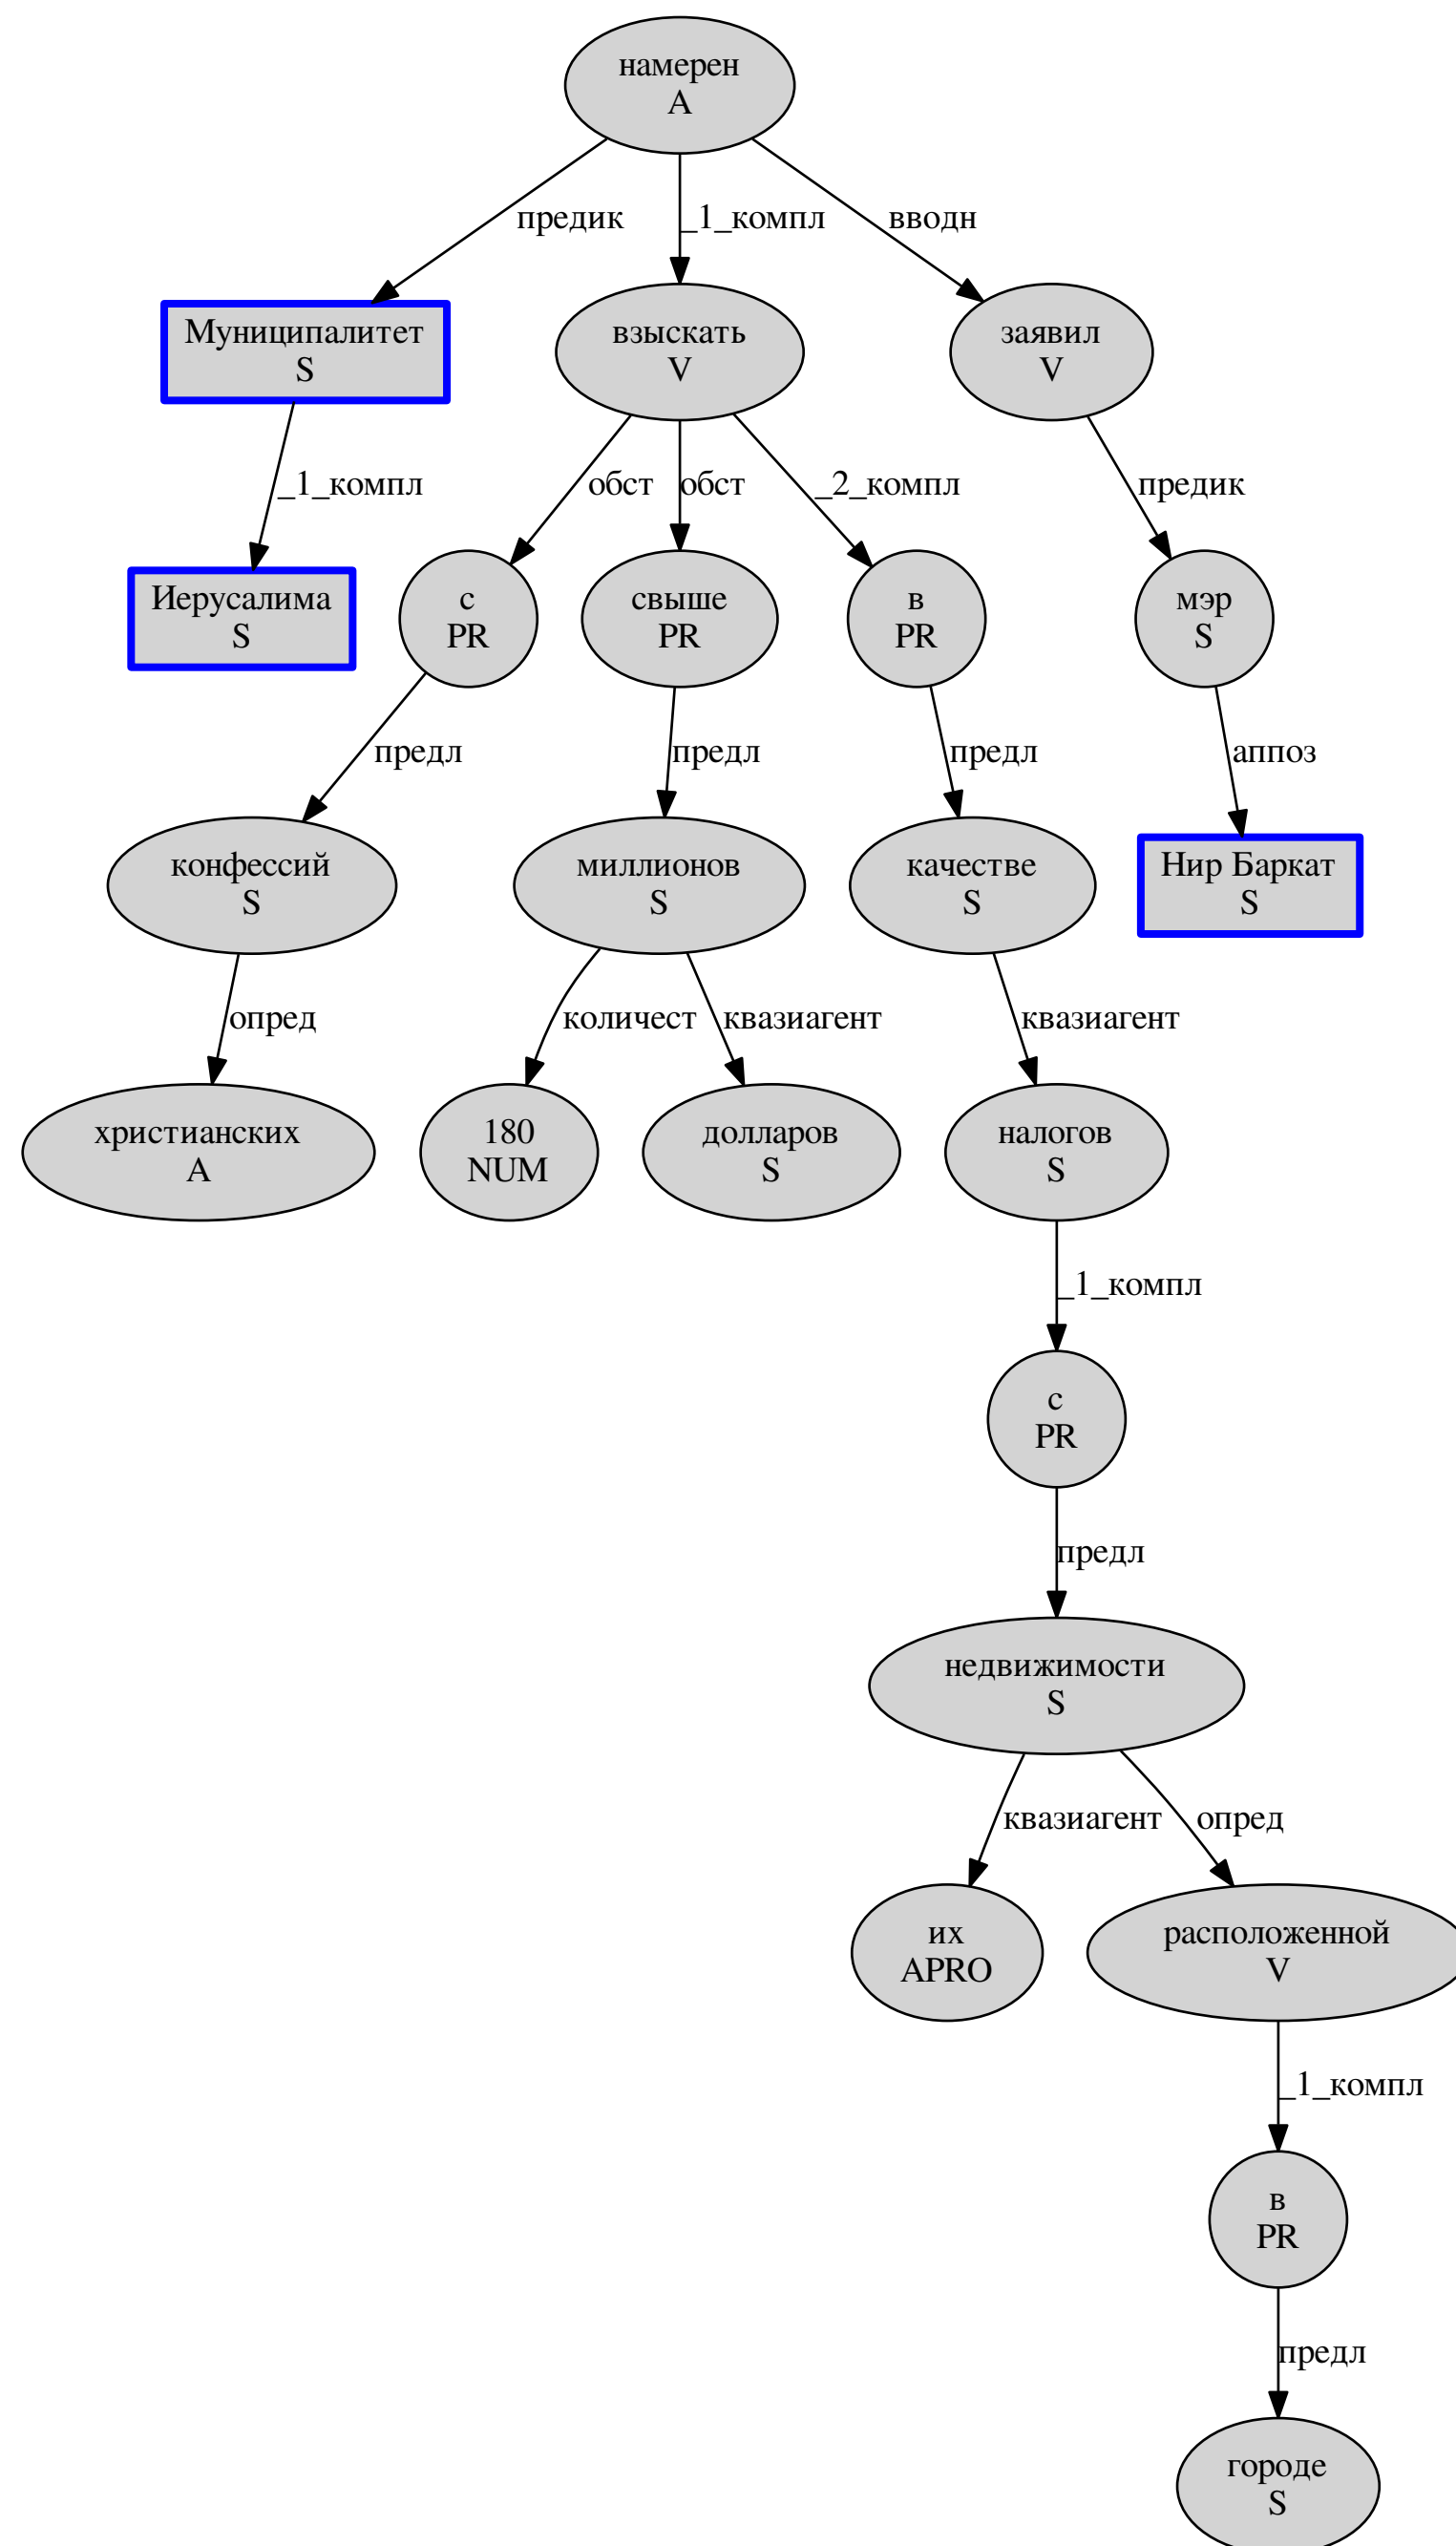 намерен
A
предик
_1_компл
вводн
Муниципалитет
S
взыскать
V
заявил
V
_1_компл
обст
обст
_2_компл
предик
Иерусалима
S
с
PR
свыше
PR
в
PR
мэр
S
предл
предл
предл
аппоз
конфессий
S
миллионов
S
качестве
S
Нир Баркат
S
опред
количест
квазиагент
квазиагент
христианских
A
180
NUM
долларов
S
налогов
S
_1_компл
с
PR
предл
недвижимости
S
квазиагент
опред
их
APRO
расположенной
V
_1_компл
в
PR
предл
городе
S